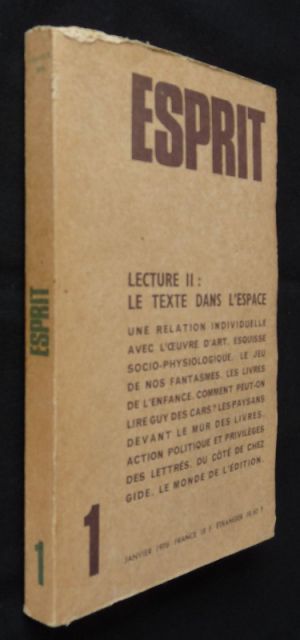 ESPRIT
LECTURE II :
LE TEXTE DANS L'ESPACE
UNE RELATION INDIVIDUELLE
AVEC L'ŒUVRE D'ART. ESQUISSE
SOCIO-PHYSIOLOGIQUE. LE JEU
DE NOS FANTASMES. LES LIVRES
DE L'ENFANCE. COMMENT PEUT-ON
LIRE GUY DES CARS? LES PAYSANS
DEVANT LE MUR DES LIVRES.
ACTION POLITIQUE ET PRIVILÈGES
DES LETTRÉS. DU CÔTÉ DE CHEZ
GIDE. LE MONDE DE L'ÉDITION.
1
JANVIER FRANCE ÉTRANGER
ESPRIT
1